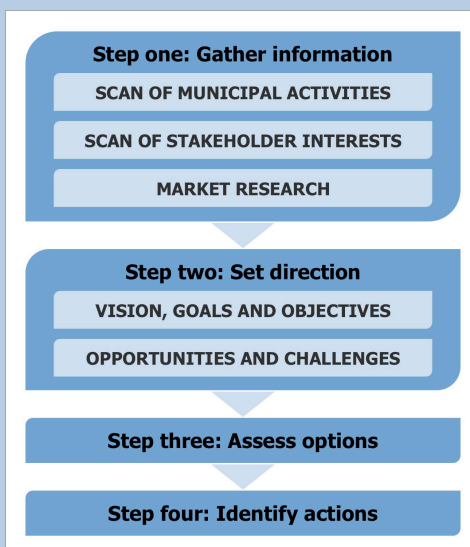 Step one: Gather information
SCAN OF MUNICIPAL ACTIVITIES
SCAN OF STAKEHOLDER INTERESTS
MARKET RESEARCH
Step two: Set direction
VISION, GOALS AND OBJECTIVES
OPPORTUNITIES AND CHALLENGES
Step three: Assess options
Step four: Identify actions